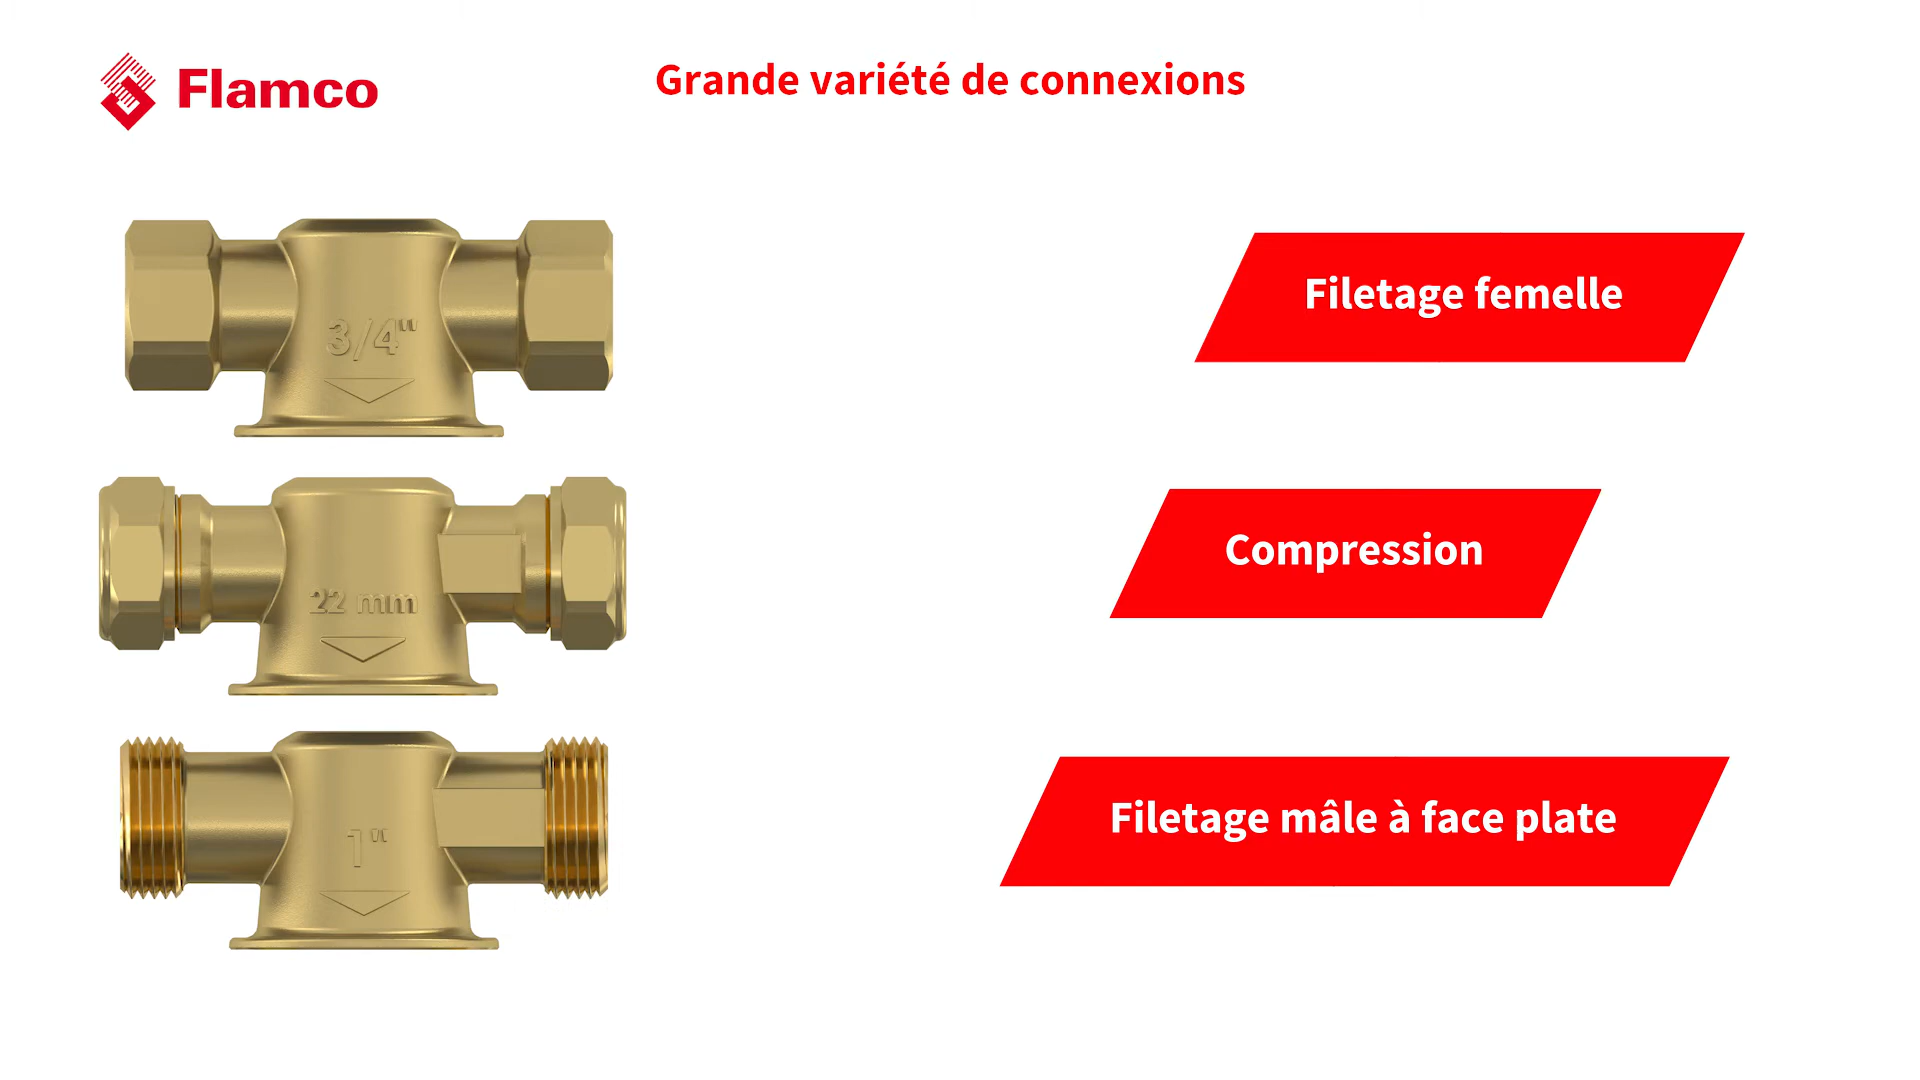 Flamco
Grande variété de connexions
3/4"
Filetage femelle
22 mm
Compression
1"
Filetage mâle à face plate